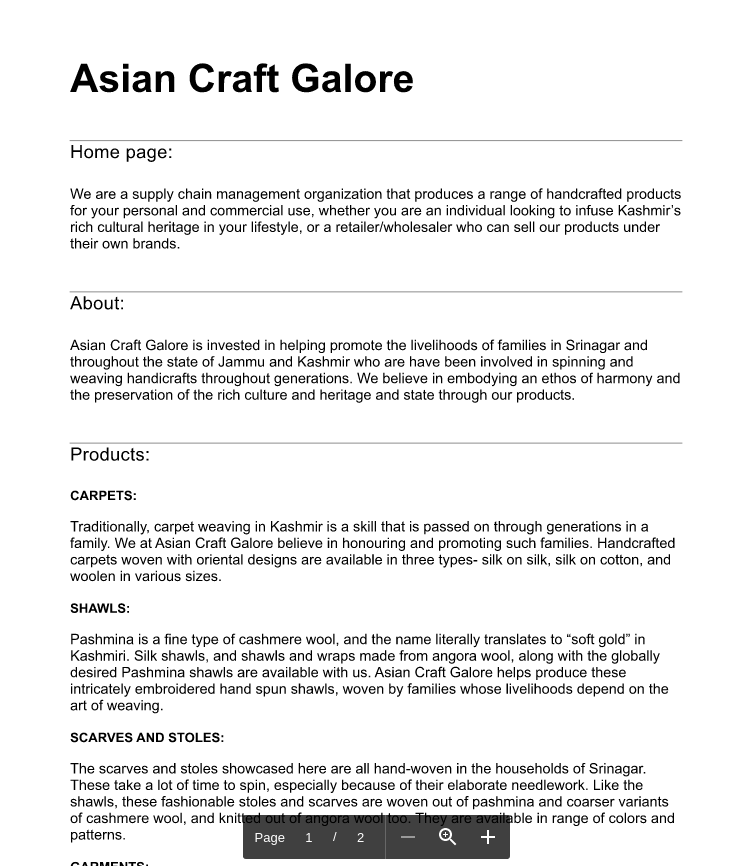 Asian Craft Galore
Home page:
We are a supply chain management organization that produces a range of handcrafted products
for your personal and commercial use, whether you are an individual looking to infuse Kashmir’s
rich cultural heritage in your lifestyle, or a retailer/wholesaler who can sell our products under
their own brands.
About:
Asian Craft Galore is invested in helping promote the livelihoods of families in Srinagar and
throughout the state of Jammu and Kashmir who are have been involved in spinning and
weaving handicrafts throughout generations. We believe in embodying an ethos of harmony and
the preservation of the rich culture and heritage and state through our products.
Products:
CARPETS:
Traditionally, carpet weaving in Kashmir is a skill that is passed on through generations in a
family. We at Asian Craft Galore believe in honouring and promoting such families. Handcrafted
carpets woven with oriental designs are available in three types- silk on silk, silk on cotton, and
woolen in various sizes.
SHAWLS:
Pashmina is a fine type of cashmere wool, and the name literally translates to “soft gold” in
Kashmiri. Silk shawls, and shawls and wraps made from angora wool, along with the globally
desired Pashmina shawls are available with us. Asian Craft Galore helps produce these
intricately embroidered hand spun shawls, woven by families whose livelihoods depend on the
art of weaving.
SCARVES AND STOLES:
The scarves and stoles showcased here are all hand-woven in the households of Srinagar.
These take a lot of time to spin, especially because of their elaborate needlework. Like the
shawls, these fashionable stoles and scarves are woven out of pashmina and coarser variants
of cashmere wool, and knitted out of angora wool too. They are available in range of colors and
patterns.
Page 1 / 2
GARMENTS: